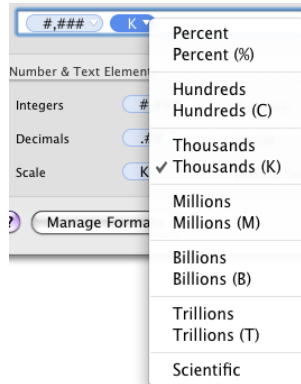 #,### K
Percent
Percent (%)
Hundreds
Hundreds (C)
Thousands
✓ Thousands (K)
Millions
Millions (M)
Billions
Billions (B)
Trillions
Trillions (T)
Scientific
Number & Text Element
Integers #
Decimals .#
Scale K
? Manage Forma